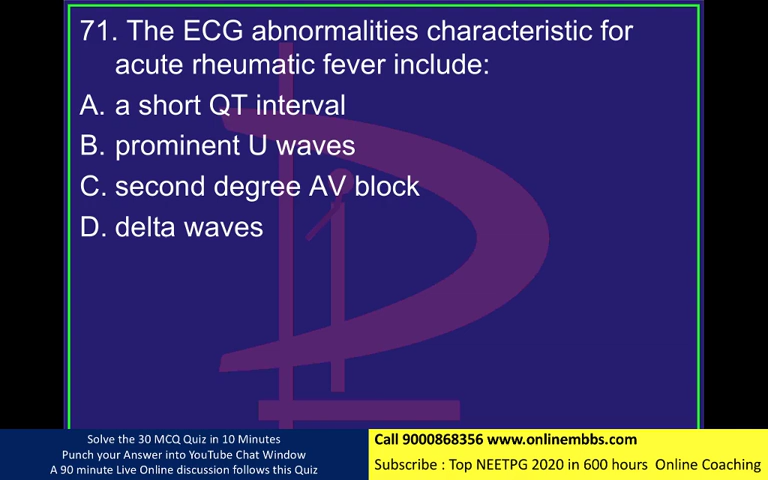 71. The ECG abnormalities characteristic for
acute rheumatic fever include:
A. a short QT interval
B. prominent U waves
C. second degree AV block
D. delta waves
Solve the 30 MCQ Quiz in 10 Minutes
Punch your Answer into YouTube Chat Window
A 90 minute Live Online discussion follows this Quiz
Call 9000868356 www.onlinembbs.com
Subscribe : Top NEETPG 2020 in 600 hours Online Coaching